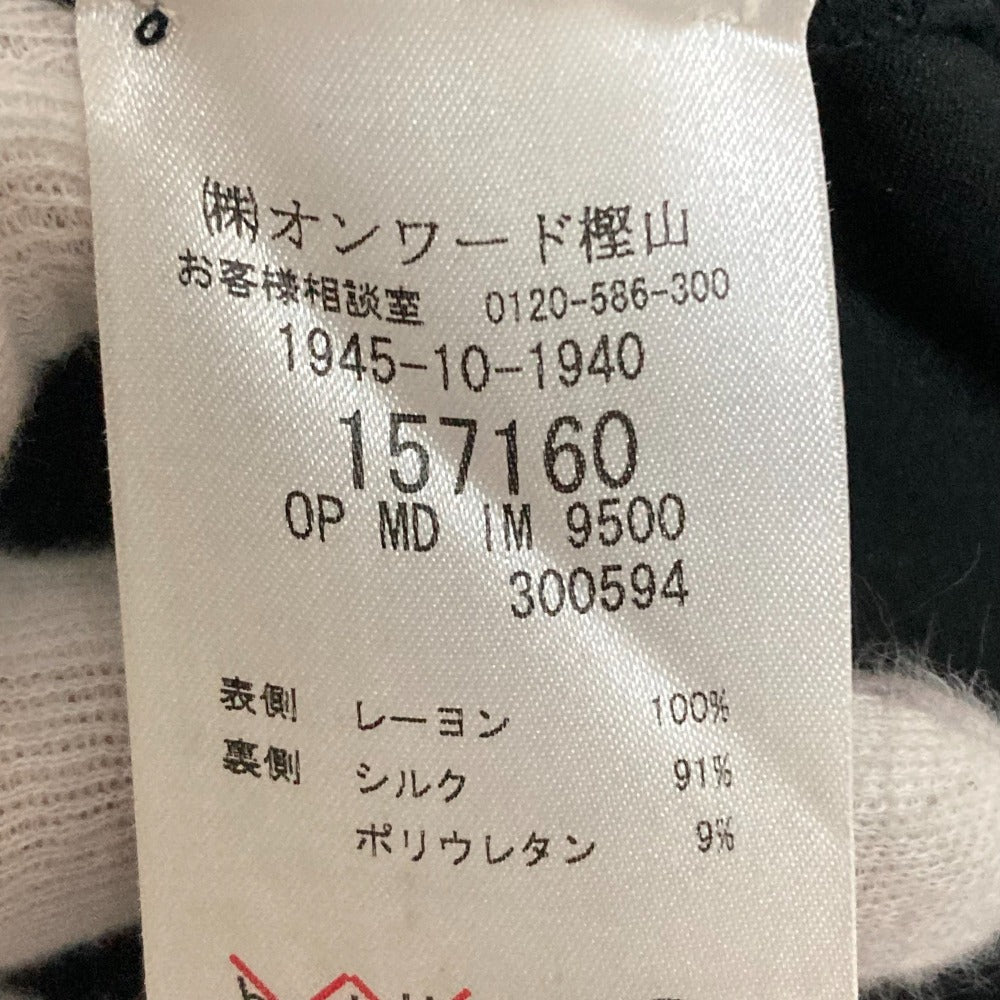 ㈱オンワード樫山
お客様相談室 0120-586-300
1945-10-1940
157160
OP MD IM 9500
300594
表側 レーヨン 100%
裏側 シルク 91%
ポリウレタン 9%